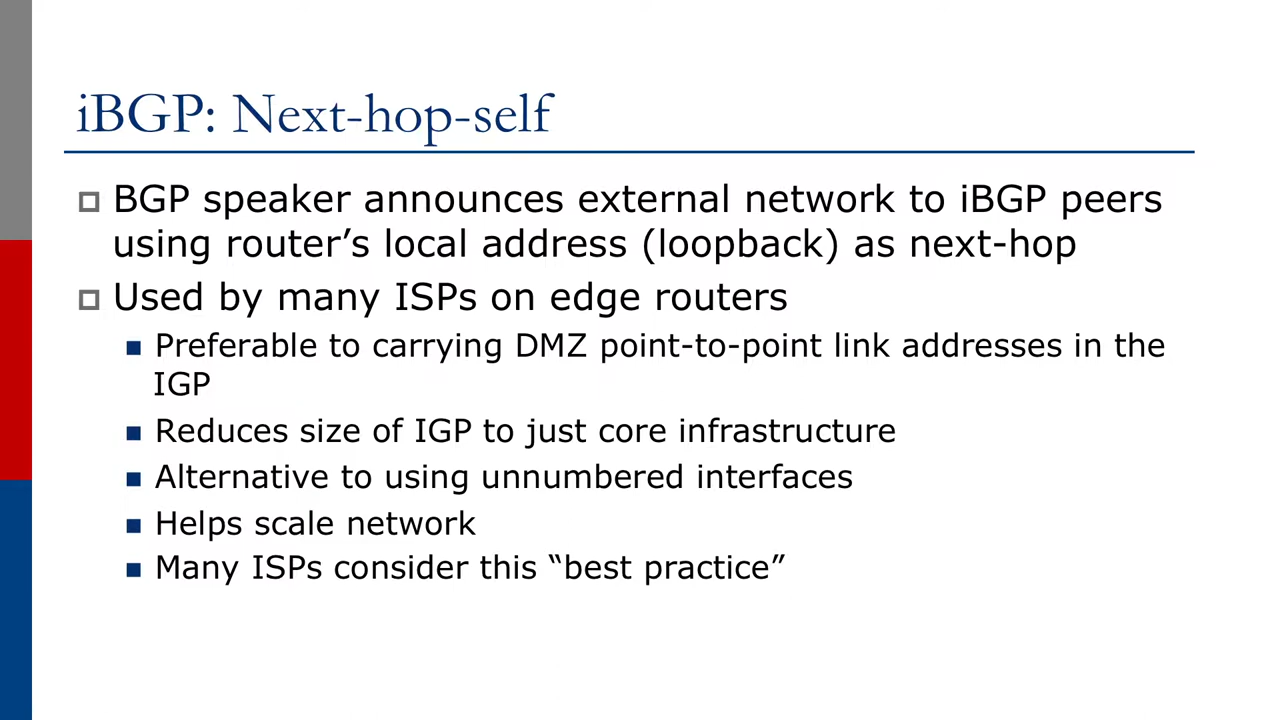 iBGP: Next-hop-self
BGP speaker announces external network to iBGP peers
using router’s local address (loopback) as next-hop
Used by many ISPs on edge routers
Preferable to carrying DMZ point-to-point link addresses in the
IGP
Reduces size of IGP to just core infrastructure
Alternative to using unnumbered interfaces
Helps scale network
Many ISPs consider this “best practice”